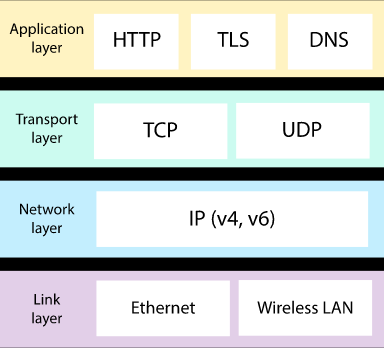 Application
layer
HTTP
TLS
DNS
Transport
layer
TCP
UDP
Network
layer
IP (v4, v6)
Link
layer
Ethernet
Wireless LAN